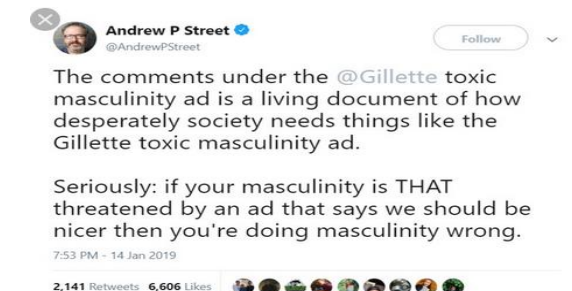 Andrew P Street
@AndrewPStreet
Follow
The comments under the @Gillette toxic
masculinity ad is a living document of how
desperately society needs things like the
Gillette toxic masculinity ad.
Seriously: if your masculinity is THAT
threatened by an ad that says we should be
nicer then you're doing masculinity wrong.
7:53 PM - 14 Jan 2019
2,141 Retweets 6,606 Likes